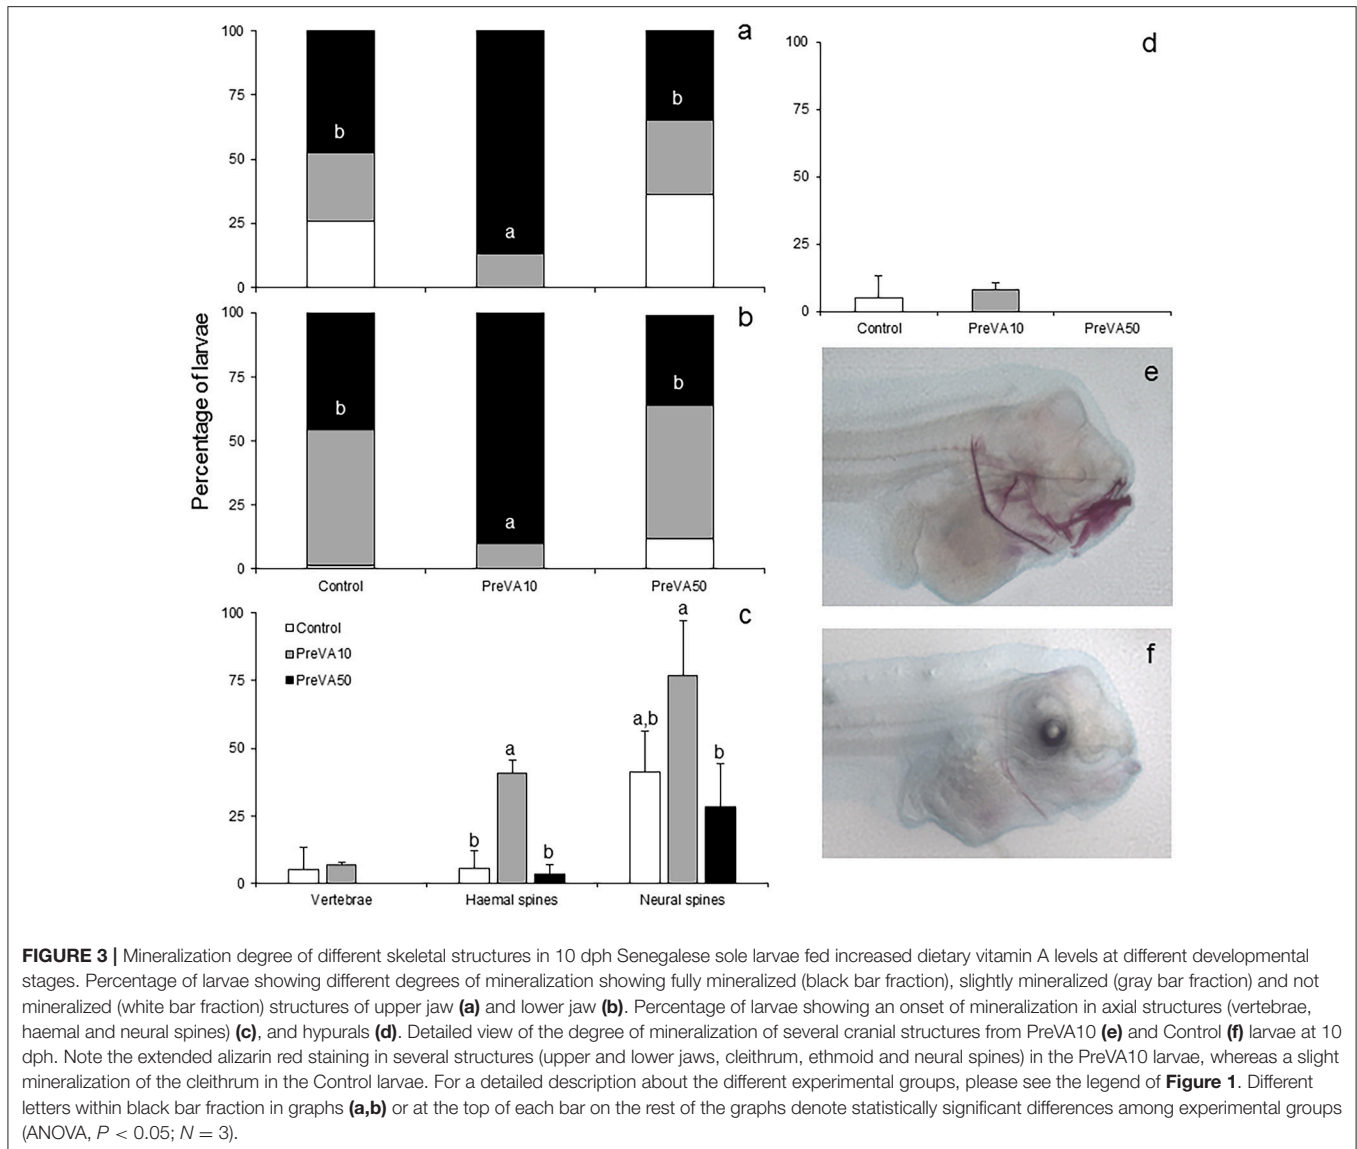 100
75
50
25
0
a
b
a
b
Percentage of larvae
100
75
50
25
0
b
b
a
b
Control
PreVA10
PreVA50
100
75
50
25
0
c
Control
PreVA10
PreVA50
b
a
b
a,b
a
b
Vertebrae
Haemal spines
Neural spines
100
75
50
25
0
d
Control
PreVA10
PreVA50
e
f
FIGURE 3 | Mineralization degree of different skeletal structures in 10 dph Senegalese sole larvae fed increased dietary vitamin A levels at different developmental
stages. Percentage of larvae showing different degrees of mineralization showing fully mineralized (black bar fraction), slightly mineralized (gray bar fraction) and not
mineralized (white bar fraction) structures of upper jaw (a) and lower jaw (b). Percentage of larvae showing an onset of mineralization in axial structures (vertebrae,
haemal and neural spines) (c), and hypurals (d). Detailed view of the degree of mineralization of several cranial structures from PreVA10 (e) and Control (f) larvae at 10
dph. Note the extended alizarin red staining in several structures (upper and lower jaws, cleithrum, ethmoid and neural spines) in the PreVA10 larvae, whereas a slight
mineralization of the cleithrum in the Control larvae. For a detailed description about the different experimental groups, please see the legend of Figure 1. Different
letters within black bar fraction in graphs (a,b) or at the top of each bar on the rest of the graphs denote statistically significant differences among experimental groups
(ANOVA, P < 0.05; N = 3).